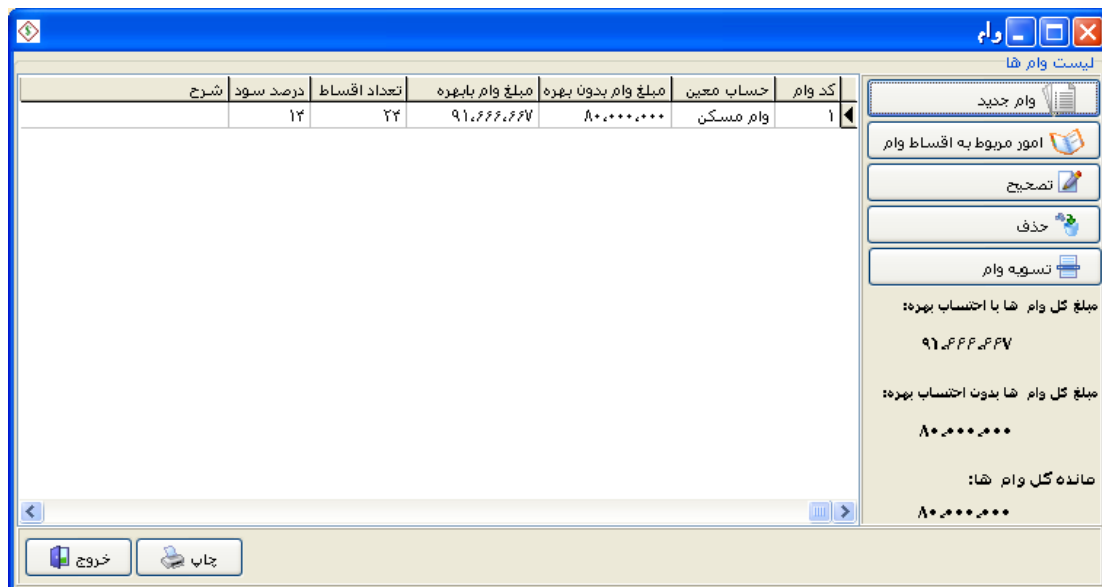 وام
لیست وام ها
وام جدید
امور مربوط به اقساط وام
تصحیح
حذف
تسویه وام
مبلغ کل وام ها با احتساب بهره:
۹۱,۶۶۶,۶۶۷
مبلغ کل وام ها بدون احتساب بهره:
۸۰,۰۰۰,۰۰۰
مانده کل وام ها:
۸۰,۰۰۰,۰۰۰
کد وام حساب معین مبلغ وام بدون بهره مبلغ وام بابهره تعداد اقساط درصد سود شرح
۱ وام مسکن ۸۰,۰۰۰,۰۰۰ ۹۱,۶۶۶,۶۶۷ ۲۴ ۱۴
چاپ خروج